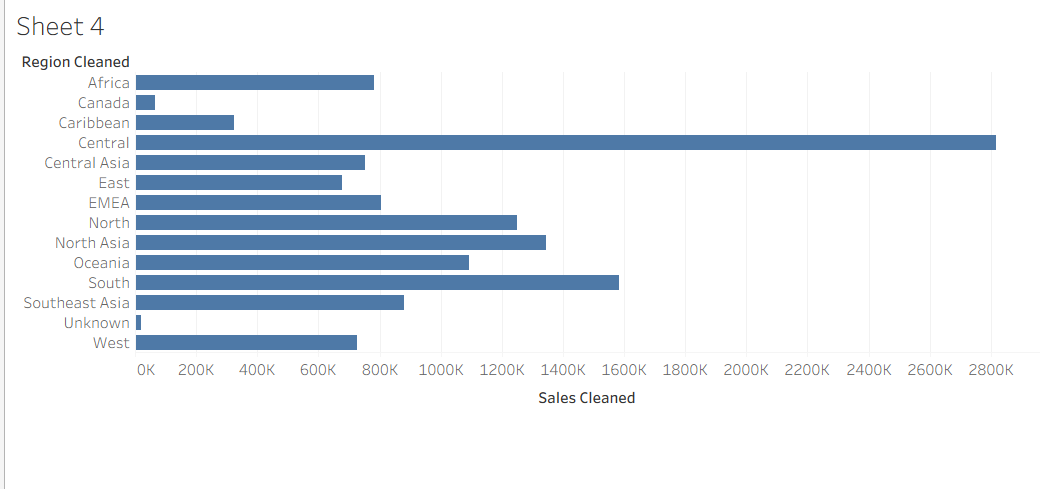 Sheet 4
Region Cleaned
Africa
Canada
Caribbean
Central
Central Asia
East
EMEA
North
North Asia
Oceania
South
Southeast Asia
Unknown
West
0K 200K 400K 600K 800K 1000K 1200K 1400K 1600K 1800K 2000K 2200K 2400K 2600K 2800K
Sales Cleaned